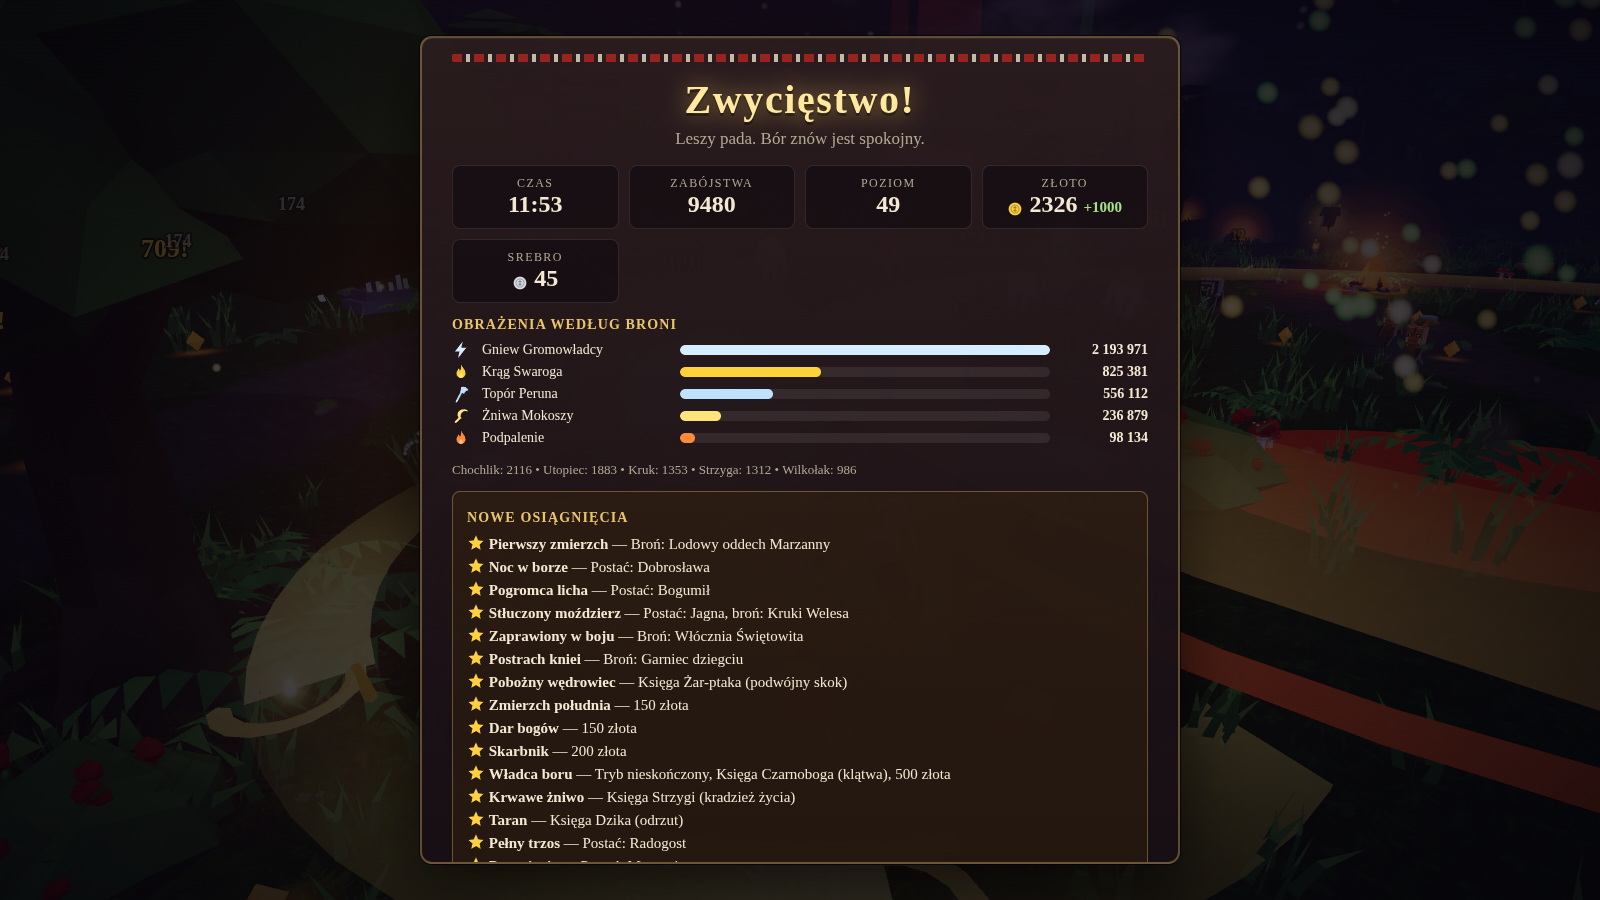 Zwycięstwo!
Leszy pada. Bór znów jest spokojny.
CZAS
11:53
ZABÓJSTWA
9480
POZIOM
49
ZŁOTO
2326 +1000
SREBRO
45
OBRAŻENIA WEDŁUG BRONI
Gniew Gromowładcy 2 193 971
Krąg Swaroga 825 381
Topór Peruna 556 112
Żniwa Mokoszy 236 879
Podpalenie 98 134
Chochlik: 2116 • Utopiec: 1883 • Kruk: 1353 • Strzyga: 1312 • Wilkołak: 986
NOWE OSIĄGNIĘCIA
Pierwszy zmierzch — Broń: Lodowy oddech Marzanny
Noc w borze — Postać: Dobrosława
Pogromca licha — Postać: Bogumił
Stłuczony moździerz — Postać: Jagna, broń: Kruki Welesa
Zaprawiony w boju — Broń: Włócznia Świętowita
Postrach kniei — Broń: Garniec dziegciu
Pobożny wędrowiec — Księga Żar-ptaka (podwójny skok)
Zmierzch południa — 150 złota
Dar bogów — 150 złota
Skarbnik — 200 złota
Władca boru — Tryb nieskończony, Księga Czarnoboga (klątwa), 500 złota
Krwawe żniwo — Księga Strzygi (kradzież życia)
Taran — Księga Dzika (odrzut)
Pełny trzos — Postać: Radogost
174
174
705!